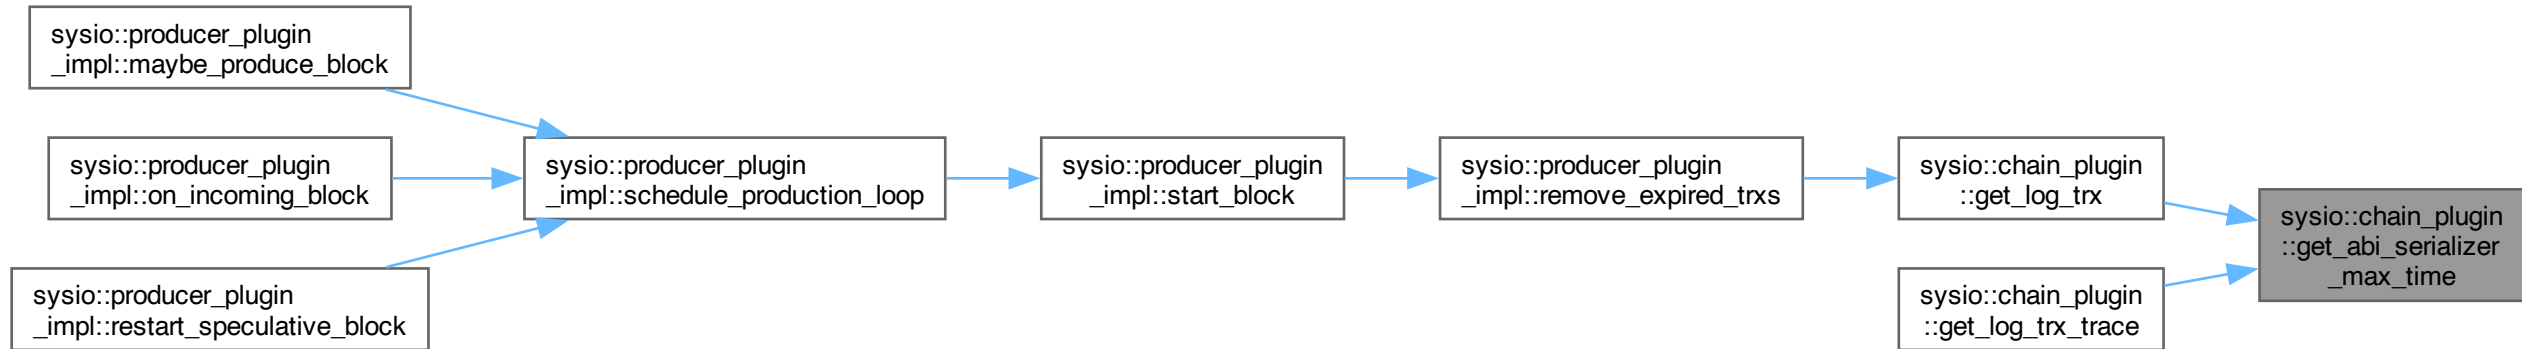 sysio::producer_plugin
_impl::maybe_produce_block
sysio::producer_plugin
_impl::on_incoming_block
sysio::producer_plugin
_impl::restart_speculative_block
sysio::producer_plugin
_impl::schedule_production_loop
sysio::producer_plugin
_impl::start_block
sysio::producer_plugin
_impl::remove_expired_trxs
sysio::chain_plugin
::get_log_trx
sysio::chain_plugin
::get_log_trx_trace
sysio::chain_plugin
::get_abi_serializer
_max_time